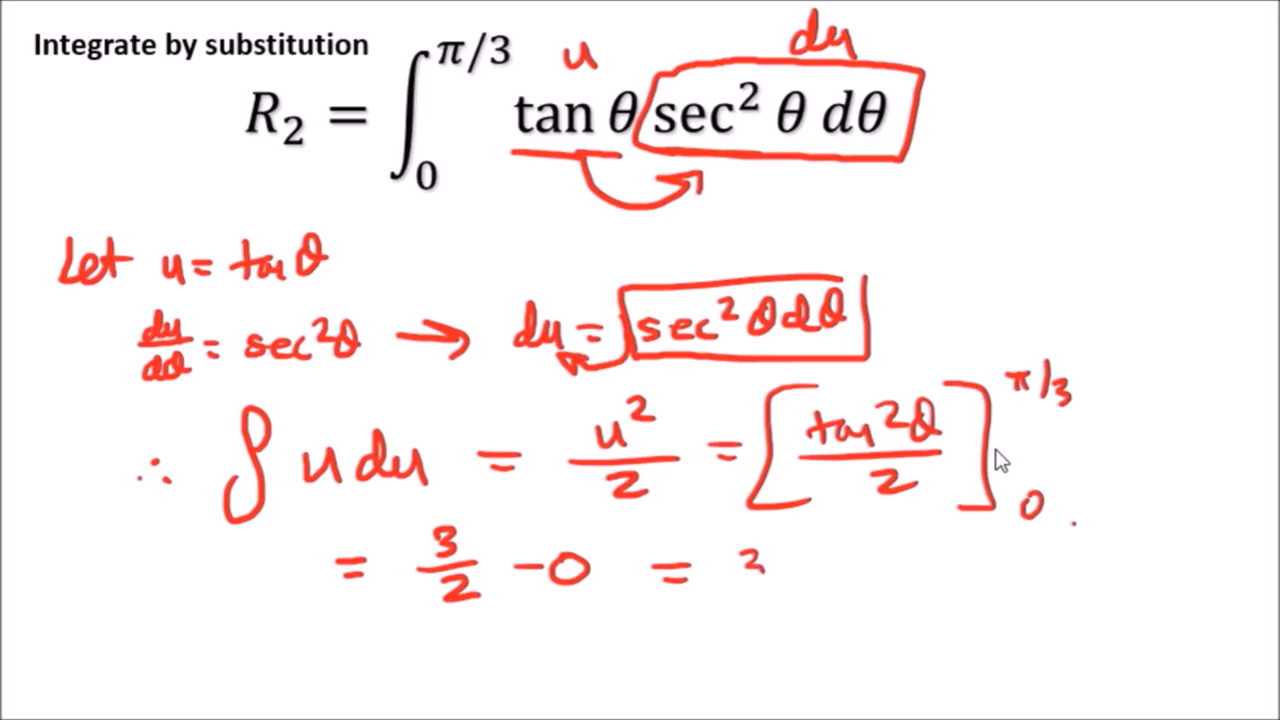 Integrate by substitution
R₂ = ∫₀^π/3 tan θ sec² θ dθ
u du
Let u = tan θ
du/dθ = sec²θ → du = sec²θ dθ
∴ ∫ u du = u²/2 = [tan²θ/2]₀^π/3
= 3/2 - 0 =